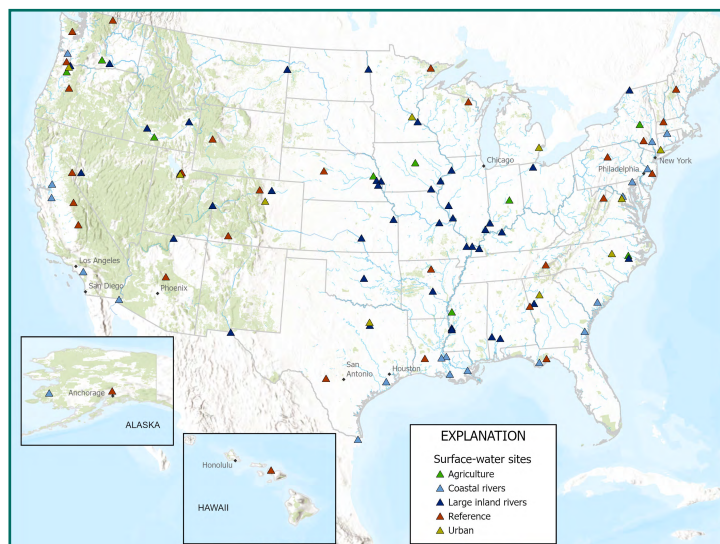 Chicago
New York
Philadelphia
Los Angeles
San Diego
Phoenix
San
Antonio
Houston
Anchorage
ALASKA
Honolulu
HAWAII
EXPLANATION
Surface-water sites
Agriculture
Coastal rivers
Large inland rivers
Reference
Urban